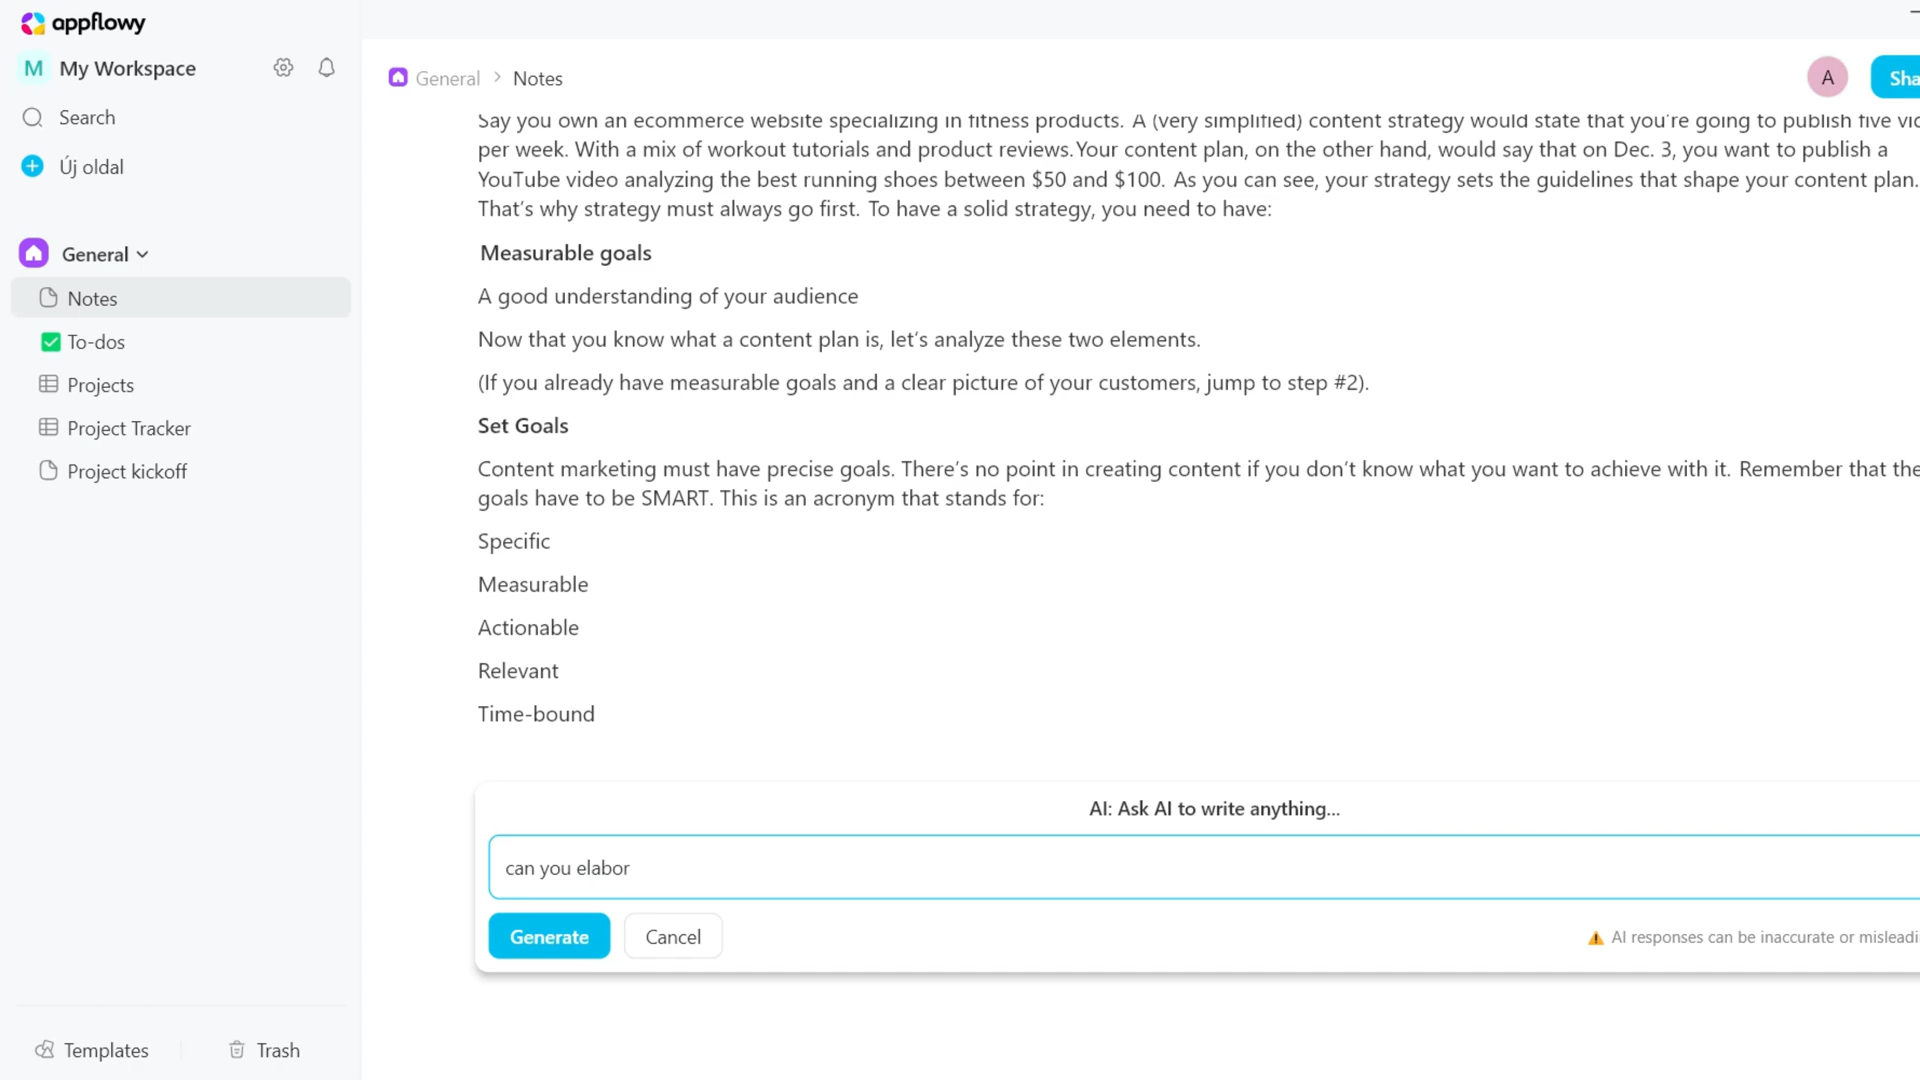 appflowy
M My Workspace
Search
Új oldal
General
Notes
To-dos
Projects
Project Tracker
Project kickoff
Templates
Trash
General > Notes
A
Say you own an ecommerce website specializing in fitness products. A (very simplified) content strategy would state that you're going to publish five
per week. With a mix of workout tutorials and product reviews.Your content plan, on the other hand, would say that on Dec. 3, you want to publish a
YouTube video analyzing the best running shoes between $50 and $100. As you can see, your strategy sets the guidelines that shape your content plan.
That's why strategy must always go first. To have a solid strategy, you need to have:
Measurable goals
A good understanding of your audience
Now that you know what a content plan is, let's analyze these two elements.
(If you already have measurable goals and a clear picture of your customers, jump to step #2).
Set Goals
Content marketing must have precise goals. There's no point in creating content if you don't know what you want to achieve with it. Remember that
goals have to be SMART. This is an acronym that stands for:
Specific
Measurable
Actionable
Relevant
Time-bound
AI: Ask AI to write anything...
can you elabor
Generate
Cancel
AI responses can be inaccurate or